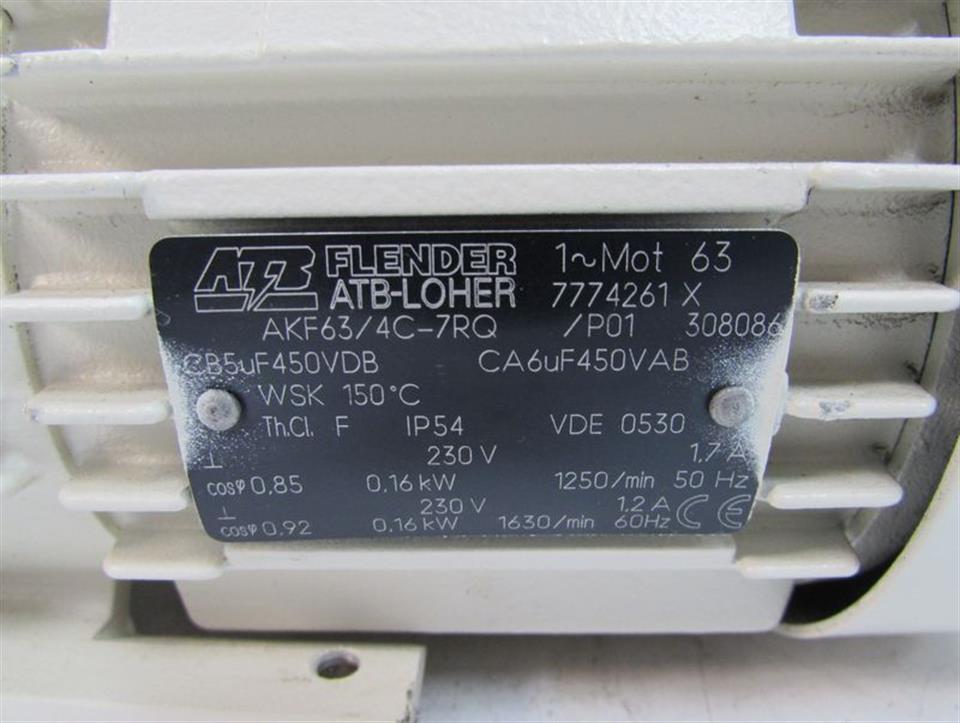 ATB FLENDER 1~Mot 63
ATB-LOHER 7774261 X
AKF63/4C-7RQ /P01 308086
CB5uF450VDB CA6uF450VAB
WSK 150°C
Th.Cl. F IP54 VDE 0530
⊥ 230 V 1,7 A
cosφ 0,85 0,16 kW 1250/min 50 Hz
⊥ 230 V 1,2 A
cosφ 0,92 0,16 kW 1630/min 60Hz CE